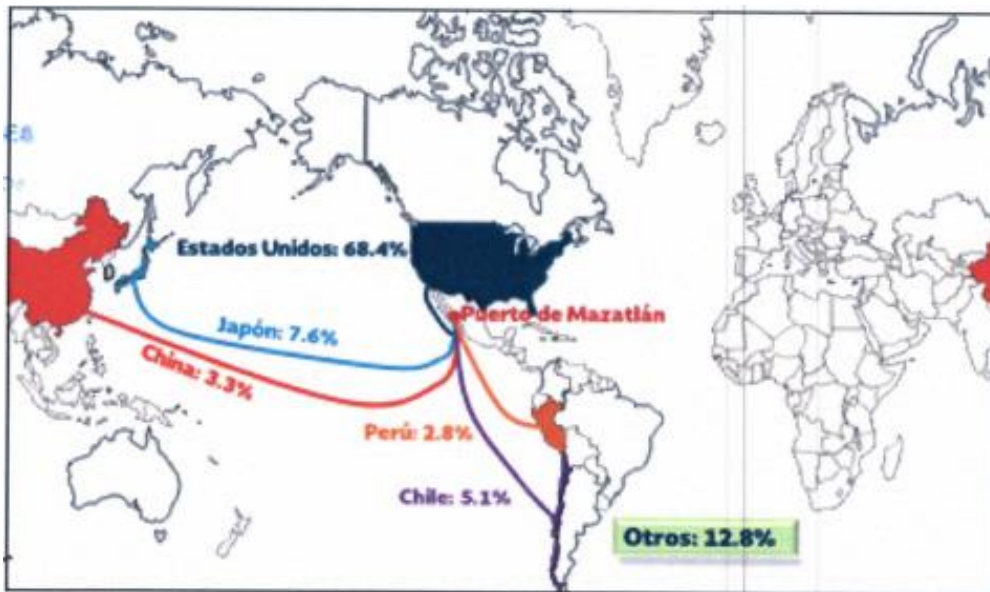 Estados Unidos: 68.4%
Puerto de Mazatlán
Japón: 7.6%
China: 3.3%
Perú: 2.8%
Chile: 5.1%
Otros: 12.8%